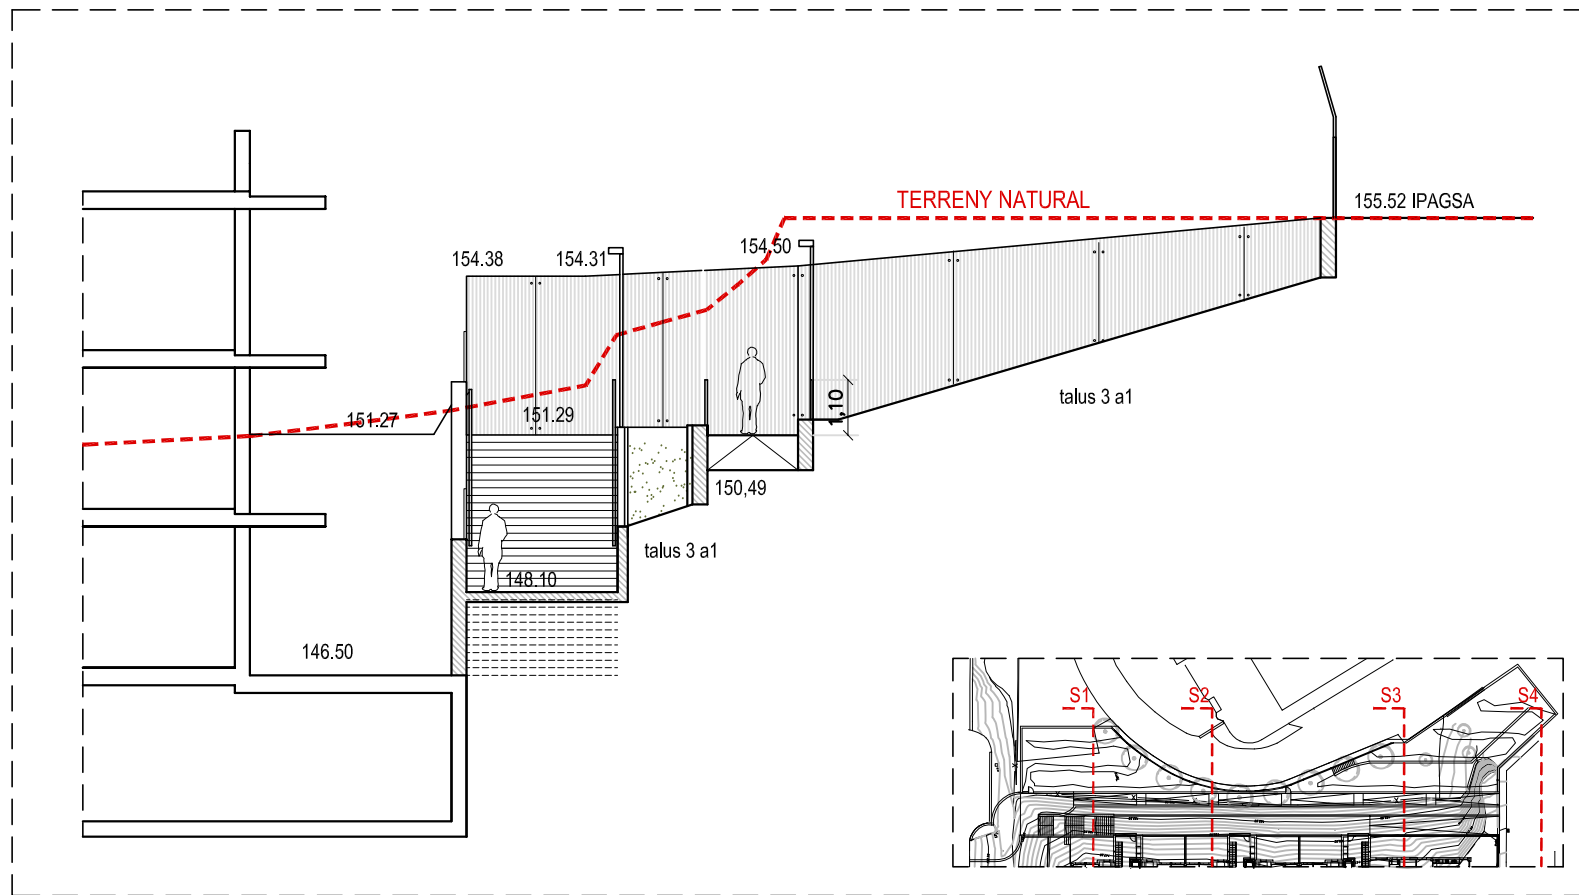 TERRENY NATURAL
155.52 IPAGSA
154.38
154.31
154.50
151.27
151.29
1,10
talus 3 a1
150,49
talus 3 a1
148.10
146.50
S1
S2
S3
S4